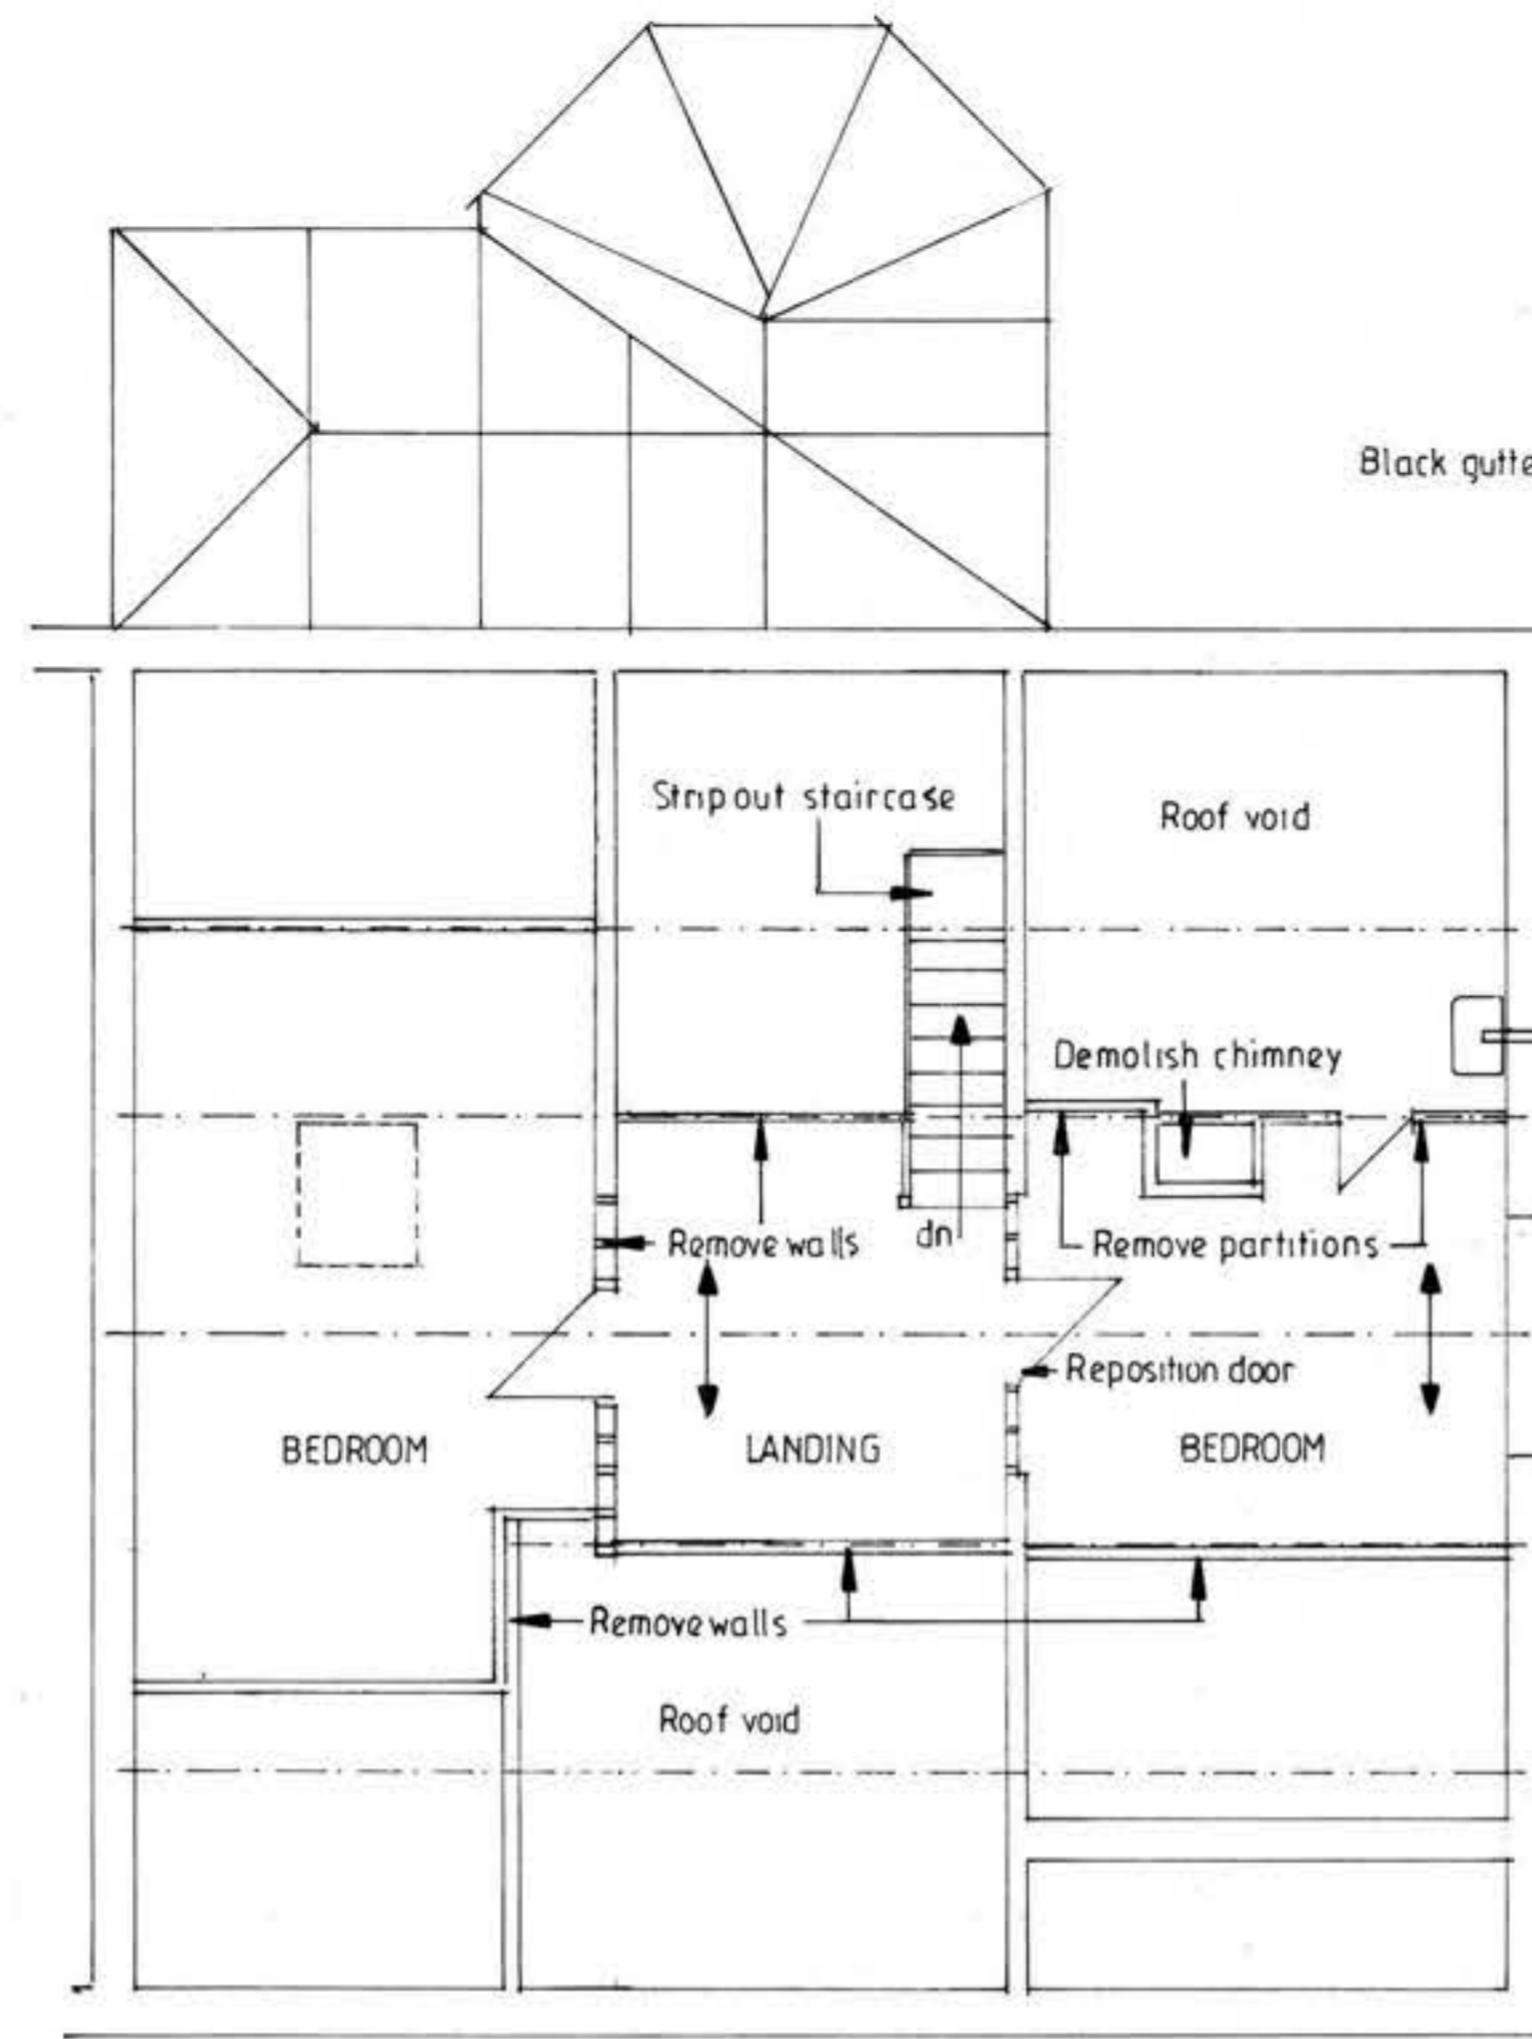 Black gutte
Strip out staircase
Roof void
Demolish chimney
Remove walls
dn
Remove partitions
Reposition door
BEDROOM
LANDING
BEDROOM
Remove walls
Roof void